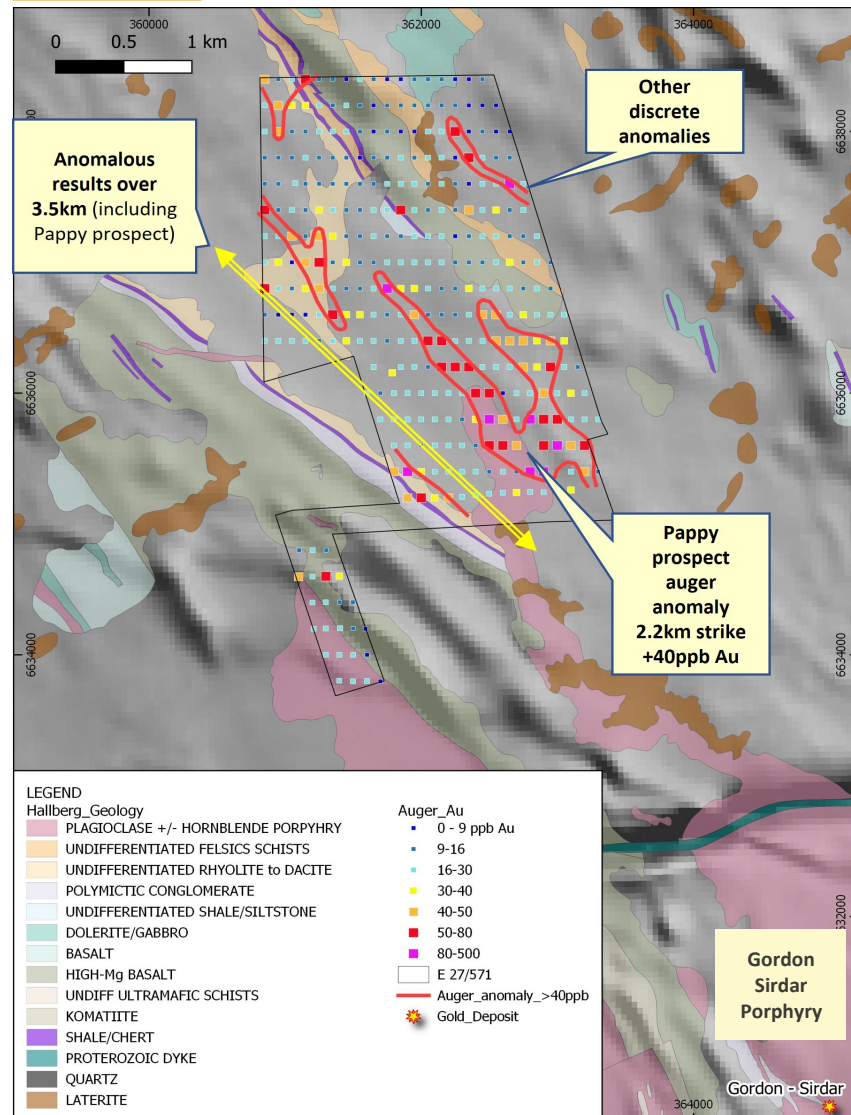 360000
362000
364000
0 0.5 1 km
Other
discrete
anomalies
6638000
Anomalous
results over
3.5km (including
Pappy prospect)
6636000
6636000
Pappy
prospect
auger
anomaly
2.2km strike
+40ppb Au
6634000
6634000
LEGEND
Hallberg_Geology
PLAGIOCLASE +/- HORNBLENDE PORPYHRY
UNDIFFERENTIATED FELSICS SCHISTS
UNDIFFERENTIATED RHYOLITE to DACITE
POLYMICTIC CONGLOMERATE
UNDIFFERENTIATED SHALE/SILTSTONE
DOLERITE/GABBRO
BASALT
HIGH-Mg BASALT
UNDIFF ULTRAMAFIC SCHISTS
KOMATIITE
SHALE/CHERT
PROTEROZOIC DYKE
QUARTZ
LATERITE
Auger_Au
0 - 9 ppb Au
9-16
16-30
30-40
40-50
50-80
80-500
E 27/571
Auger_anomaly_>40ppb
Gold_Deposit
Gordon
Sirdar
Porphyry
Gordon - Sirdar
364000